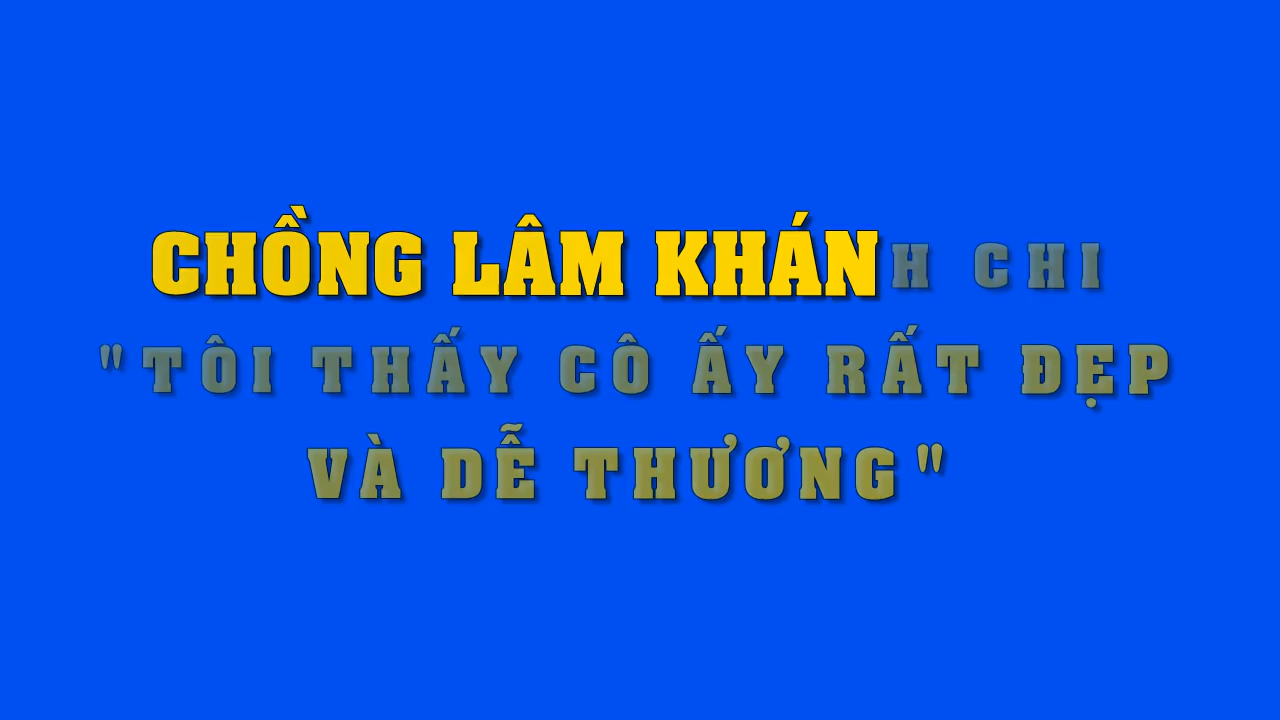 CHỒNG LÂM KHÁNH CHI
"TÔI THẤY CÔ ẤY RẤT ĐẸP
VÀ DỄ THƯƠNG"